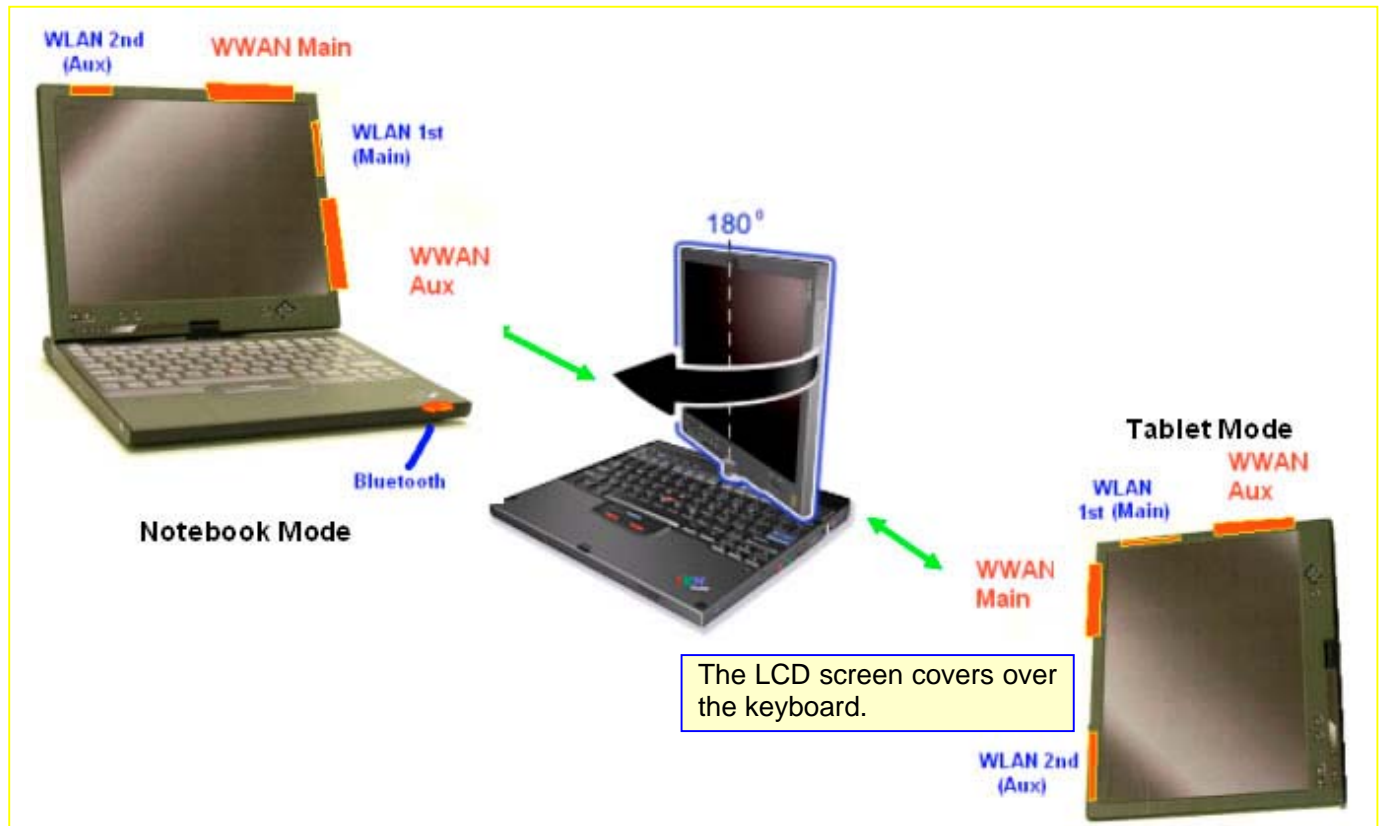 WLAN 2nd
(Aux)
WWAN Main
WLAN 1st
(Main)
WWAN
Aux
Bluetooth
Notebook Mode
180°
Tablet Mode
WWAN
Aux
WLAN
1st (Main)
WWAN
Main
The LCD screen covers over
the keyboard.
WLAN 2nd
(Aux)